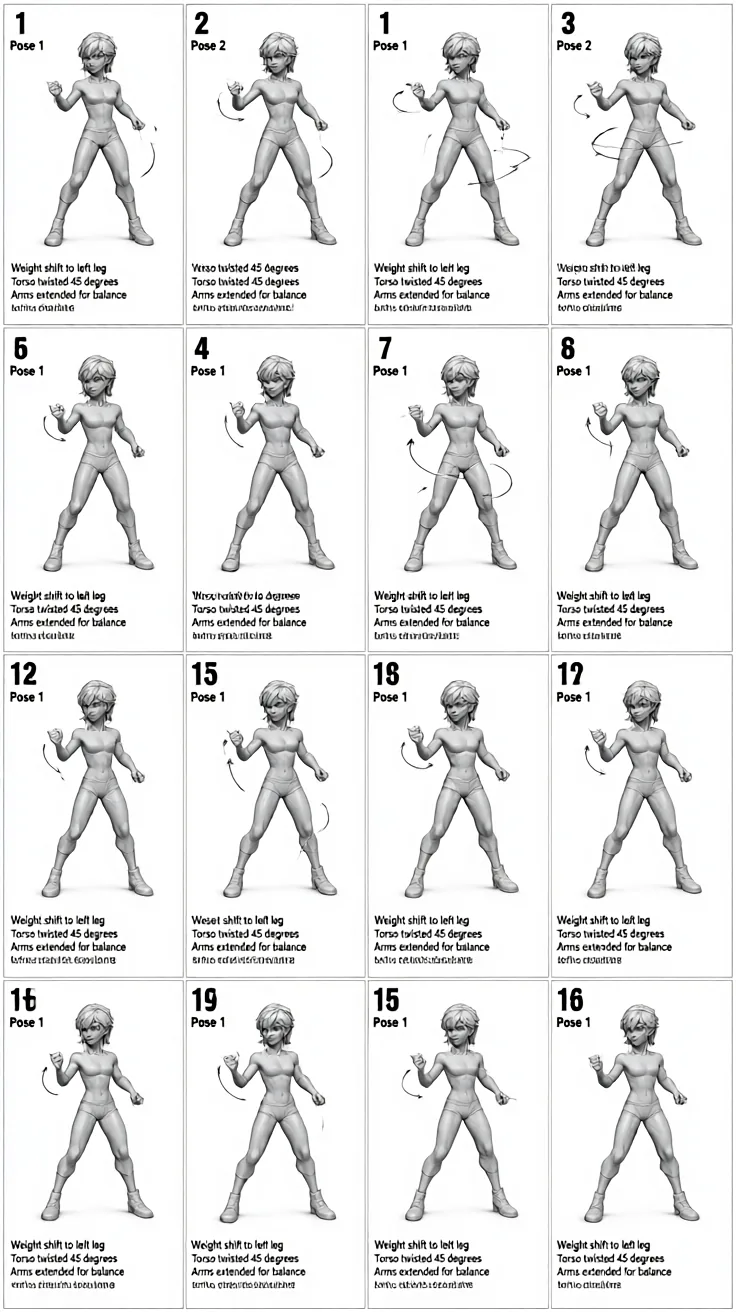 1
Pose 1
Weight shift to left leg
Torso twisted 45 degrees
Arms extended for balance
2
Pose 2
twisted 45 degrees
Torso twisted 45 degrees
Arms extended for balance
1
Pose 1
Weight shift to left leg
Torso twisted 45 degrees
Arms extended for balance
3
Pose 2
leg
Torso twisted 45 degrees
Arms extended for balance
6
Pose 1
Weight shift to left leg
Torso twisted 45 degrees
Arms extended for balance
4
Pose 1
Torso twisted 45 degrees
Arms extended for balance
7
Pose 1
Weight shift to left leg
Torso twisted 45 degrees
Arms extended for balance
8
Pose 1
Weight shift to left leg
Torso twisted 45 degrees
Arms extended for balance
12
Pose 1
Weight shift to left leg
Torso twisted 45 degrees
Arms extended for balance
15
Pose 1
shift to left leg
Torso twisted 45 degrees
Arms extended for balance
18
Pose 1
Weight shift to left leg
Torso twisted 45 degrees
Arms extended for balance
Pose 1
Weight shift to left leg
Torso twisted 45 degrees
Arms extended for balance
Pose 1
Weight shift to left leg
Torso twisted 45 degrees
Arms extended for balance
19
Pose 1
Weight shift to left leg
Torso twisted 45 degrees
Arms extended for balance
15
Pose 1
Weight shift to left leg
Torso twisted 45 degrees
Arms extended for balance
16
Pose 1
Weight shift to left leg
Torso twisted 45 degrees
Arms extended for balance